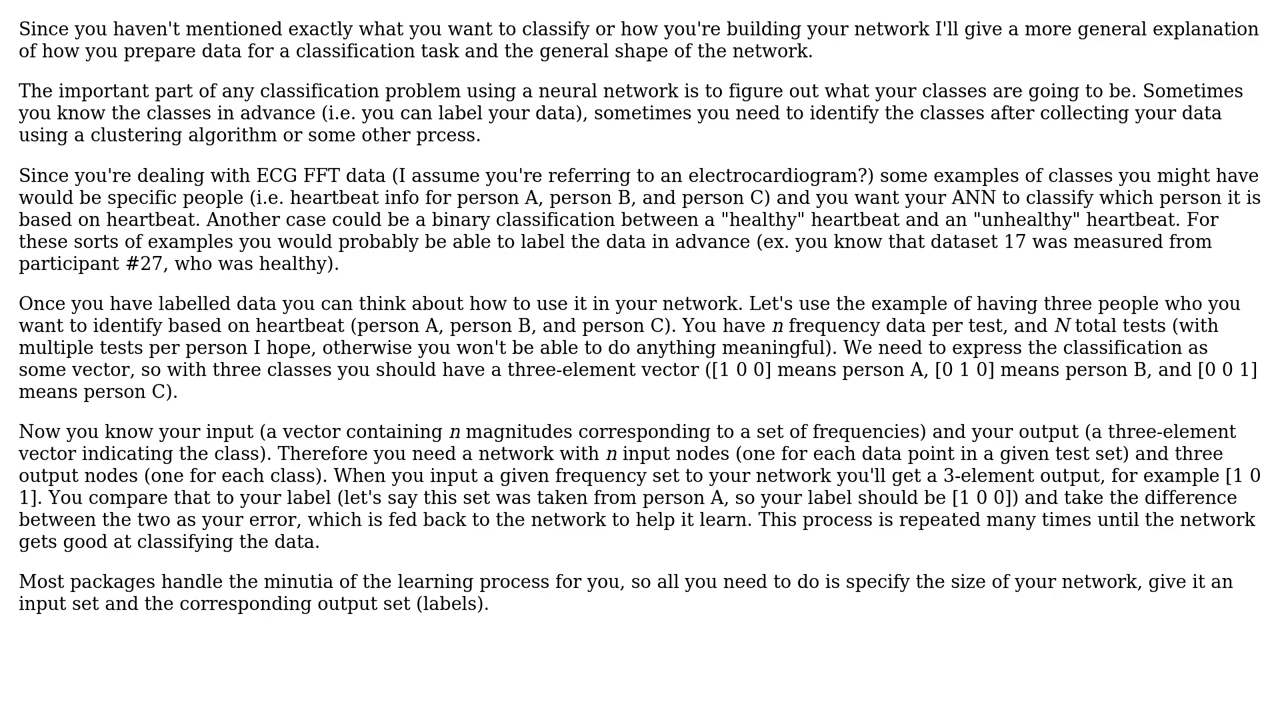 Since you haven't mentioned exactly what you want to classify or how you're building your network I'll give a more general explanation
of how you prepare data for a classification task and the general shape of the network.
The important part of any classification problem using a neural network is to figure out what your classes are going to be. Sometimes
you know the classes in advance (i.e. you can label your data), sometimes you need to identify the classes after collecting your data
using a clustering algorithm or some other prcess.
Since you're dealing with ECG FFT data (I assume you're referring to an electrocardiogram?) some examples of classes you might have
would be specific people (i.e. heartbeat info for person A, person B, and person C) and you want your ANN to classify which person it is
based on heartbeat. Another case could be a binary classification between a "healthy" heartbeat and an "unhealthy" heartbeat. For
these sorts of examples you would probably be able to label the data in advance (ex. you know that dataset 17 was measured from
participant #27, who was healthy).
Once you have labelled data you can think about how to use it in your network. Let's use the example of having three people who you
want to identify based on heartbeat (person A, person B, and person C). You have n frequency data per test, and N total tests (with
multiple tests per person I hope, otherwise you won't be able to do anything meaningful). We need to express the classification as
some vector, so with three classes you should have a three-element vector ([1 0 0] means person A, [0 1 0] means person B, and [0 0 1]
means person C).
Now you know your input (a vector containing n magnitudes corresponding to a set of frequencies) and your output (a three-element
vector indicating the class). Therefore you need a network with n input nodes (one for each data point in a given test set) and three
output nodes (one for each class). When you input a given frequency set to your network you'll get a 3-element output, for example [1 0
1]. You compare that to your label (let's say this set was taken from person A, so your label should be [1 0 0]) and take the difference
between the two as your error, which is fed back to the network to help it learn. This process is repeated many times until the network
gets good at classifying the data.
Most packages handle the minutia of the learning process for you, so all you need to do is specify the size of your network, give it an
input set and the corresponding output set (labels).